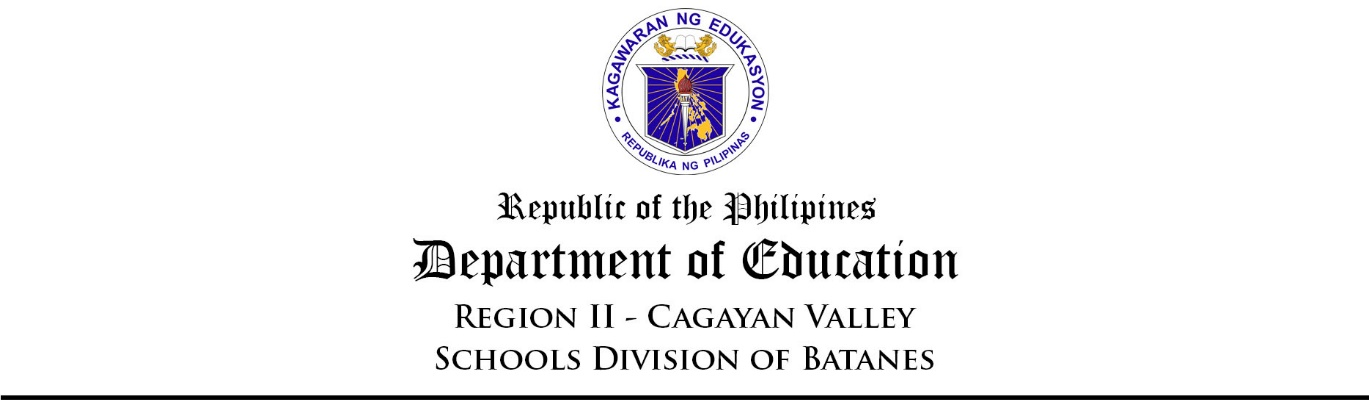 KAGAWARAN NG EDUKASYON
REPUBLIKA NG PILIPINAS
Republic of the Philipines
Department of Education
REGION II - CAGAYAN VALLEY
SCHOOLS DIVISION OF BATANES